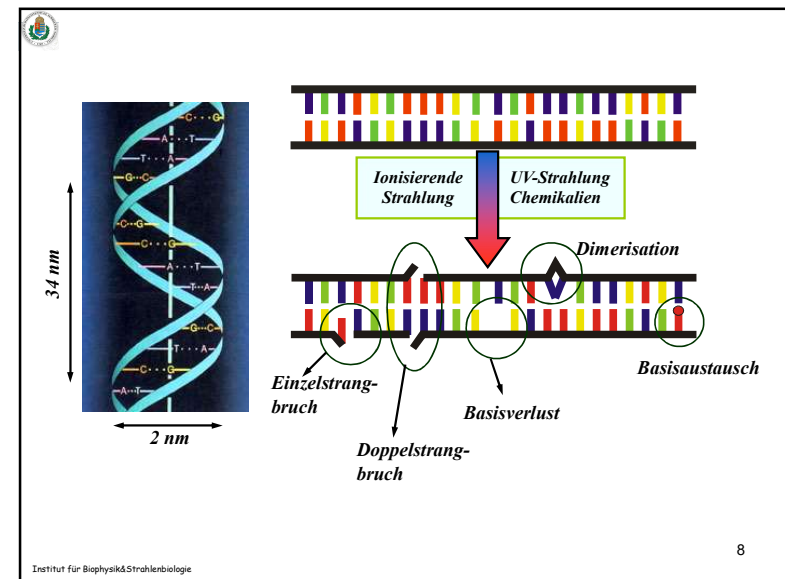 C···G
A···T
T···A
G···C
C···G
C···G
A···T
T···A
G···C
T···A
C···G
A···T
34 nm
2 nm
Ionisierende
Strahlung
UV-Strahlung
Chemikalien
Dimerisation
Basisaustausch
Einzelstrang-
bruch
Basisverlust
Doppelstrang-
bruch
8
Institut für Biophysik&Strahlenbiologie